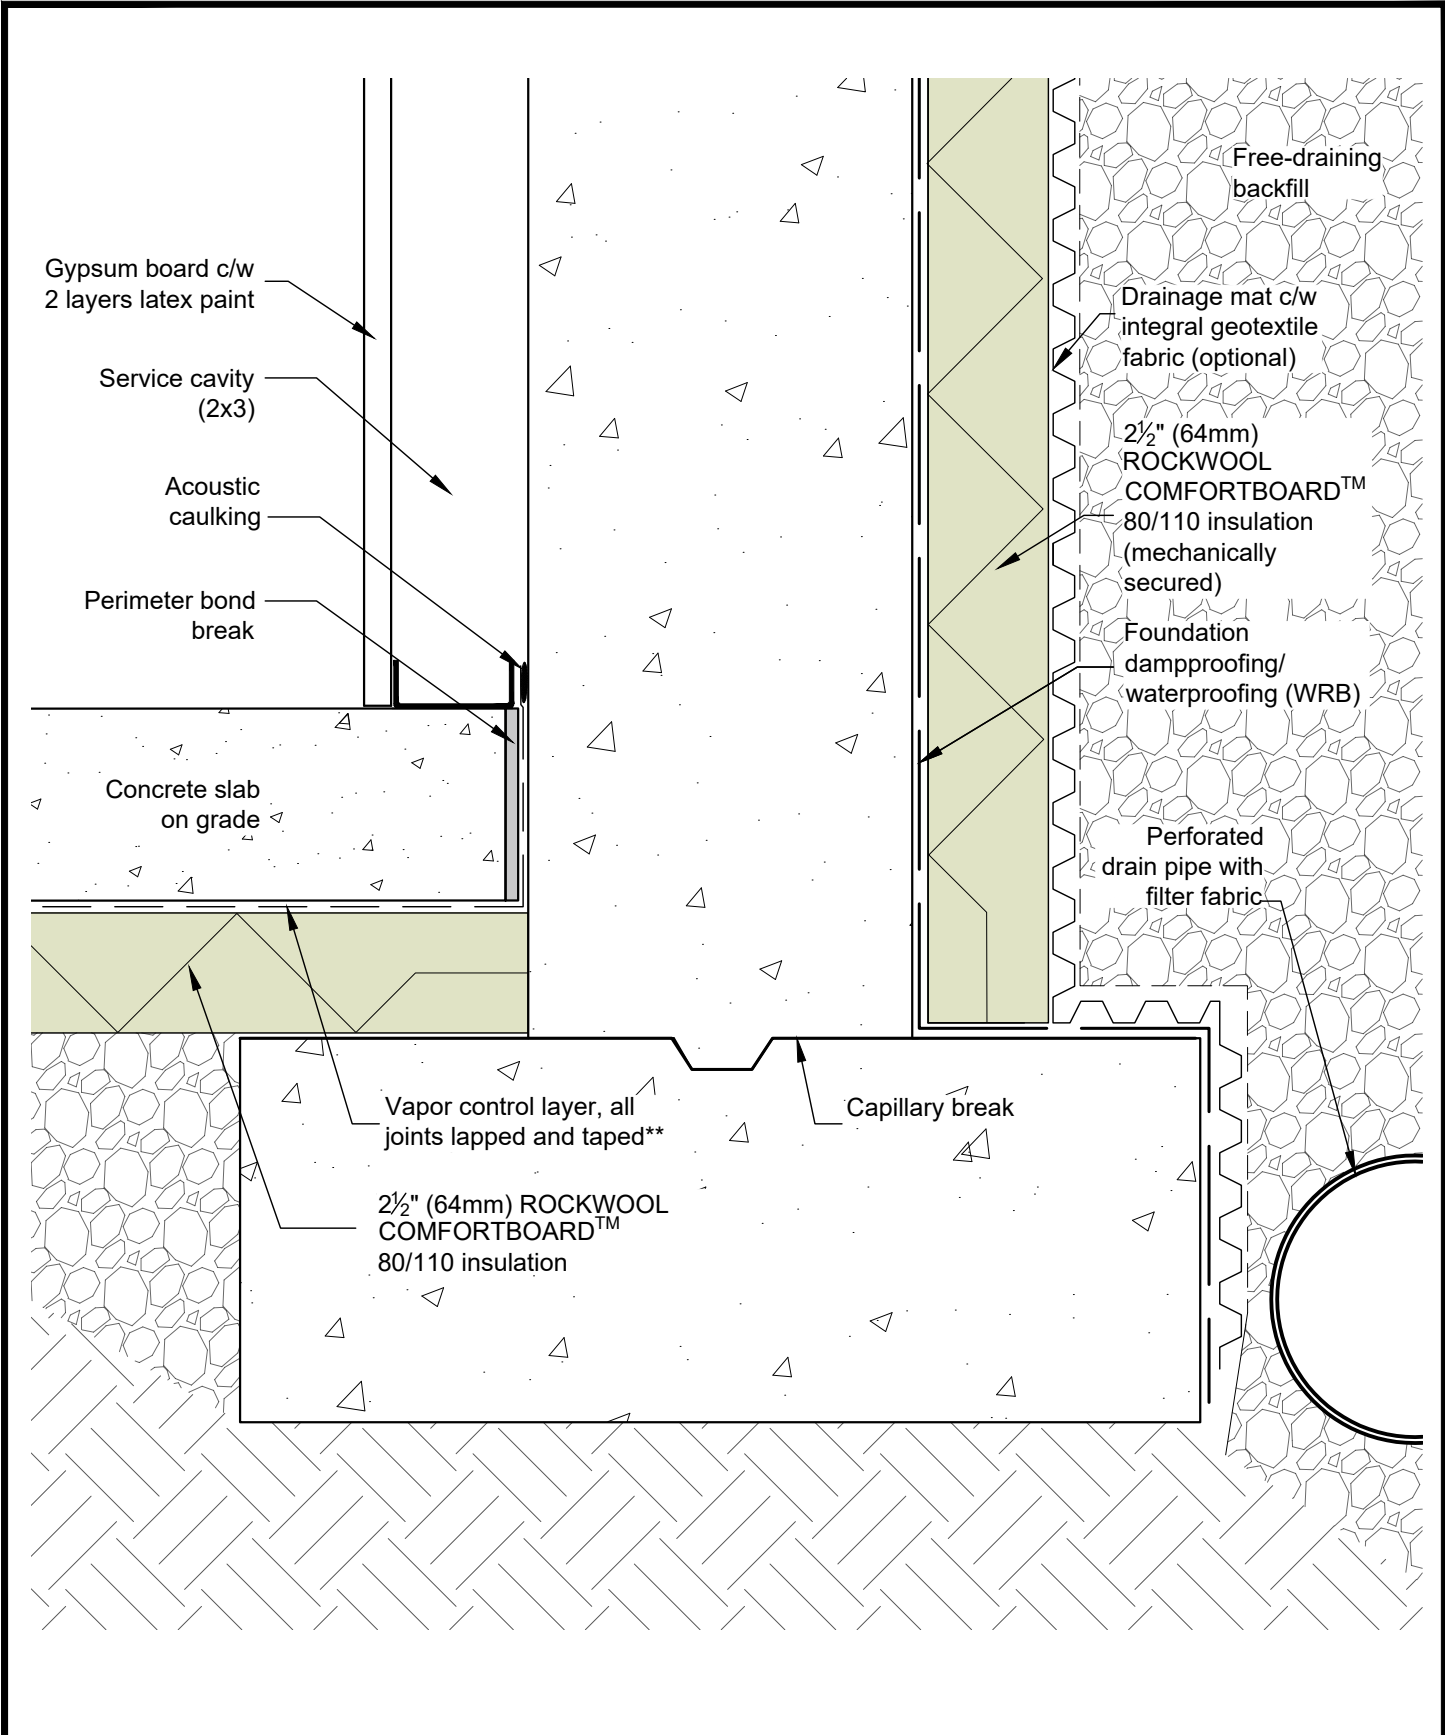 Free-draining
backfill
Gypsum board c/w
2 layers latex paint
Drainage mat c/w
integral geotextile
fabric (optional)
Service cavity
(2x3)
2½" (64mm)
ROCKWOOL
COMFORTBOARD™
80/110 insulation
(mechanically
secured)
Acoustic
caulking
Perimeter bond
break
Foundation
dampproofing/
waterproofing (WRB)
Concrete slab
on grade
Perforated
drain pipe with
filter fabric
Vapor control layer, all
joints lapped and taped**
Capillary break
2½" (64mm) ROCKWOOL
COMFORTBOARD™
80/110 insulation